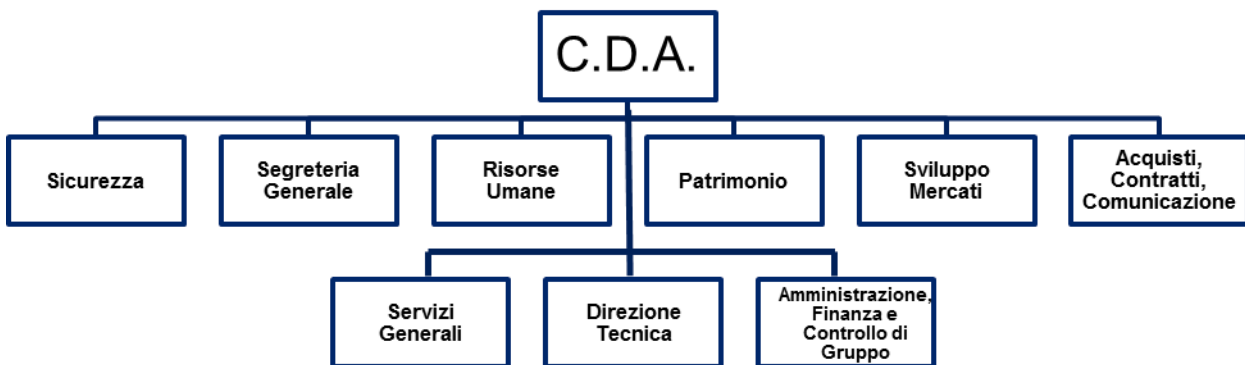 C.D.A.
Sicurezza
Segreteria
Generale
Risorse
Umane
Patrimonio
Sviluppo
Mercati
Acquisti,
Contratti,
Comunicazione
Servizi
Generali
Direzione
Tecnica
Amministrazione,
Finanza e
Controllo di
Gruppo